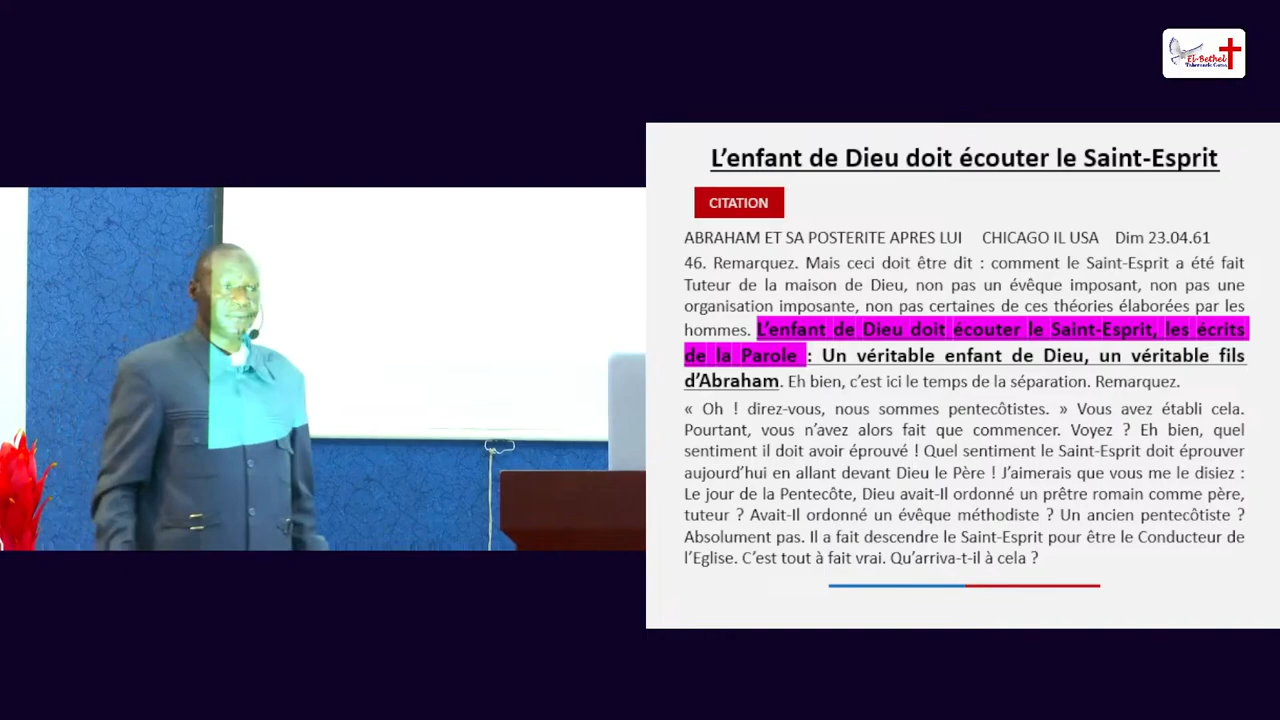 El-Bethel
L’enfant de Dieu doit écouter le Saint-Esprit
CITATION
ABRAHAM ET SA POSTERITE APRES LUI CHICAGO IL USA Dim 23.04.61
46. Remarquez. Mais ceci doit être dit : comment le Saint-Esprit a été fait
Tuteur de la maison de Dieu, non pas un évêque imposant, non pas une
organisation imposante, non pas certaines de ces théories élaborées par les
hommes. L’enfant de Dieu doit écouter le Saint-Esprit, les écrits
de la Parole : Un véritable enfant de Dieu, un véritable fils
d’Abraham. Eh bien, c’est ici le temps de la séparation. Remarquez.
« Oh ! direz-vous, nous sommes pentecôtistes. » Vous avez établi cela.
Pourtant, vous n’avez alors fait que commencer. Voyez ? Eh bien, quel
sentiment il doit avoir éprouvé ! Quel sentiment le Saint-Esprit doit éprouver
aujourd’hui en allant devant Dieu le Père ! J’aimerais que vous me le disiez :
Le jour de la Pentecôte, Dieu avait-Il ordonné un prêtre romain comme père,
tuteur ? Avait-Il ordonné un évêque méthodiste ? Un ancien pentecôtiste ?
Absolument pas. Il a fait descendre le Saint-Esprit pour être le Conducteur de
l’Eglise. C’est tout à fait vrai. Qu’arriva-t-il à cela ?